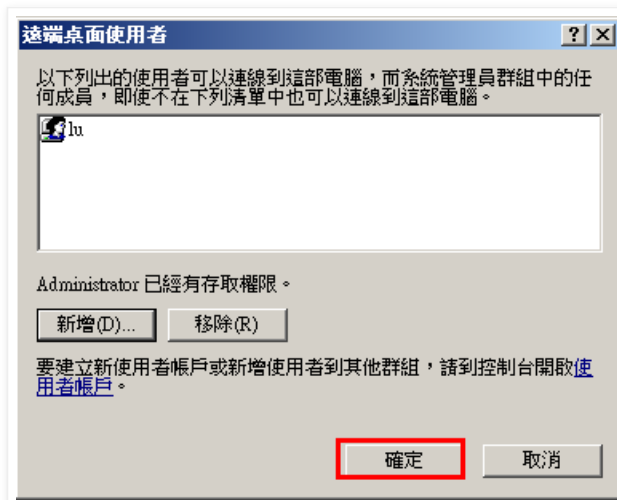 遠端桌面使用者
以下列出的使用者可以連線到這部電腦，而系統管理員群組中的任
何成員，即使不在下列清單中也可以連線到這部電腦。
lu
Administrator 已經有存取權限。
新增(D)... 移除(R)
要建立新使用者帳戶或新增使用者到其他群組，請到控制台開啟使
用者帳戶。
確定 取消